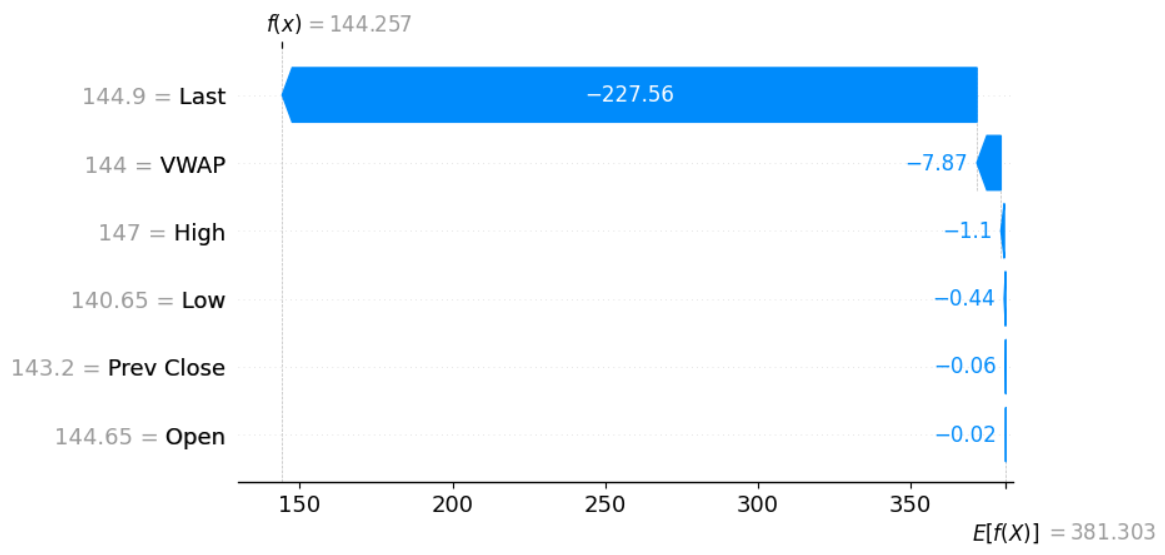 f(x) = 144.257
144.9 = Last
−227.56
144 = VWAP
−7.87
147 = High
−1.1
140.65 = Low
−0.44
143.2 = Prev Close
−0.06
144.65 = Open
−0.02
150 200 250 300 350
E[f(X)] = 381.303